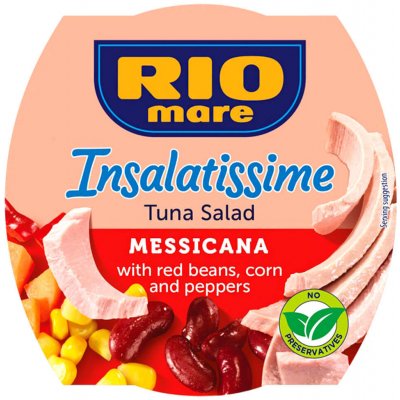 RIO
mare
Insalatissime
Tuna Salad
MESSICANA
with red beans, corn
and peppers
Serving suggestion
NO
PRESERVATIVES